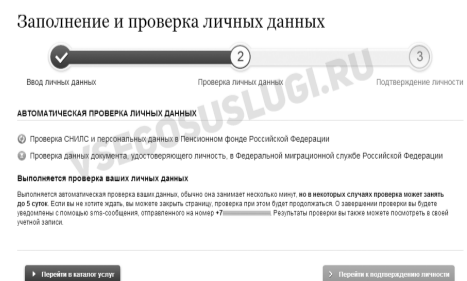 Заполнение и проверка личных данных
2
3
Ввод личных данных
Проверка личных данных
Подтверждение личности
VSEGOSUSLUGI.RU
АВТОМАТИЧЕСКАЯ ПРОВЕРКА ЛИЧНЫХ ДАННЫХ
Проверка СНИЛС и персональных данных в Пенсионном фонде Российской Федерации
Проверка данных документа, удостоверяющего личность, в Федеральной миграционной службе Российской Федерации
Выполняется проверка ваших личных данных
Выполняется автоматическая проверка ваших данных, обычно она занимает несколько минут, но в некоторых случаях проверка может занять
до 5 суток. Если вы не хотите ждать, вы можете закрыть страницу, проверка при этом будет продолжаться. О завершении проверки вы будете
уведомлены с помощью sms-сообщения, отправленного на номер +7 . Результаты проверки вы также можете посмотреть в своей
учетной записи.
Перейти в каталог услуг
Перейти к подтверждению личности